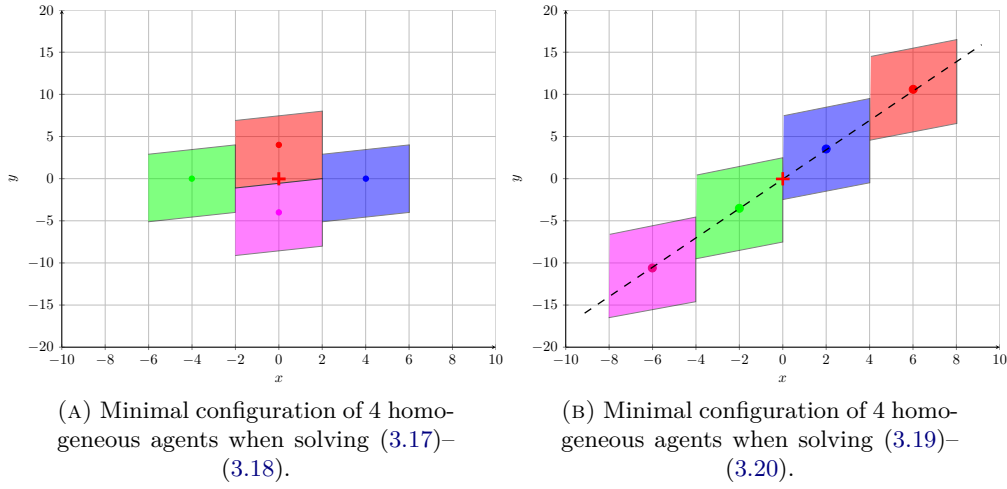 20
15
10
5
0
−5
−10
−15
−20
y
−10 −8 −6 −4 −2 0 2 4 6 8 10
x
(A) Minimal configuration of 4 homo-
geneous agents when solving (3.17)–
(3.18).
20
15
10
5
0
−5
−10
−15
−20
y
−10 −8 −6 −4 −2 0 2 4 6 8 10
x
(B) Minimal configuration of 4 homo-
geneous agents when solving (3.19)–
(3.20).